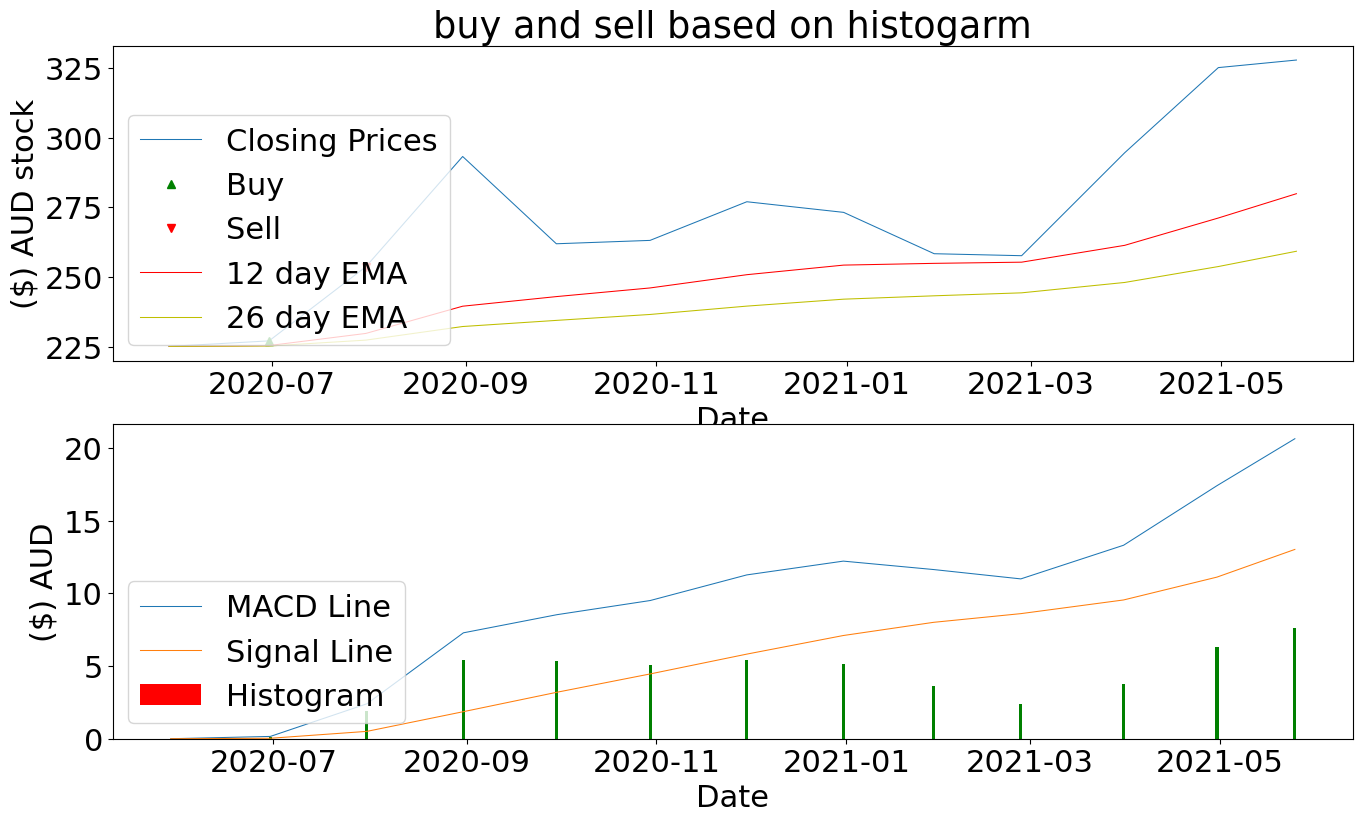 buy and sell based on histogarm
($) AUD stock
325
300
275
250
225
Closing Prices
Buy
Sell
12 day EMA
26 day EMA
2020-07 2020-09 2020-11 2021-01 2021-03 2021-05
Date
($) AUD
20
15
10
5
0
MACD Line
Signal Line
Histogram
2020-07 2020-09 2020-11 2021-01 2021-03 2021-05
Date